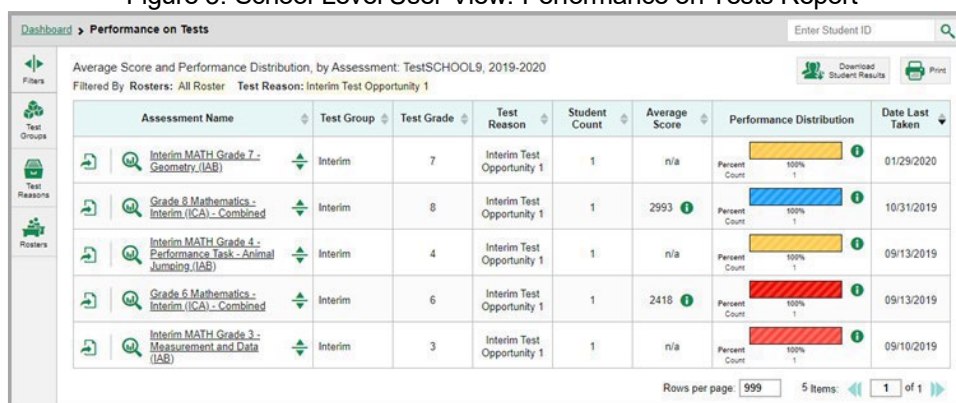 Figure 5. School Level User View: Performance on Tests Report
Dashboard > Performance on Tests
Enter Student ID
Filters
Test
Groups
Test
Reasons
Rosters
Average Score and Performance Distribution, by Assessment: TestSCHOOL9, 2019-2020
Filtered By Rosters: All Roster Test Reason: Interim Test Opportunity 1
Download
Student Results
Print
Assessment Name Test Group Test Grade Test Reason Student Count Average Score Performance Distribution Date Last Taken
Interim MATH Grade 7 -
Geometry (IAB)
Interim 7 Interim Test Opportunity 1 1 n/a Percent 100% Count 1 01/29/2020
Grade 8 Mathematics -
Interim (ICA) - Combined
Interim 8 Interim Test Opportunity 1 1 2993 Percent 100% Count 1 10/31/2019
Interim MATH Grade 4 -
Performance Task - Animal
Jumping (IAB)
Interim 4 Interim Test Opportunity 1 1 n/a Percent 100% Count 1 09/13/2019
Grade 6 Mathematics -
Interim (ICA) - Combined
Interim 6 Interim Test Opportunity 1 1 2418 Percent 100% Count 1 09/13/2019
Interim MATH Grade 3 -
Measurement and Data
(IAB)
Interim 3 Interim Test Opportunity 1 1 n/a Percent 100% Count 1 09/10/2019
Rows per page: 999 5 Items: 1 of 1